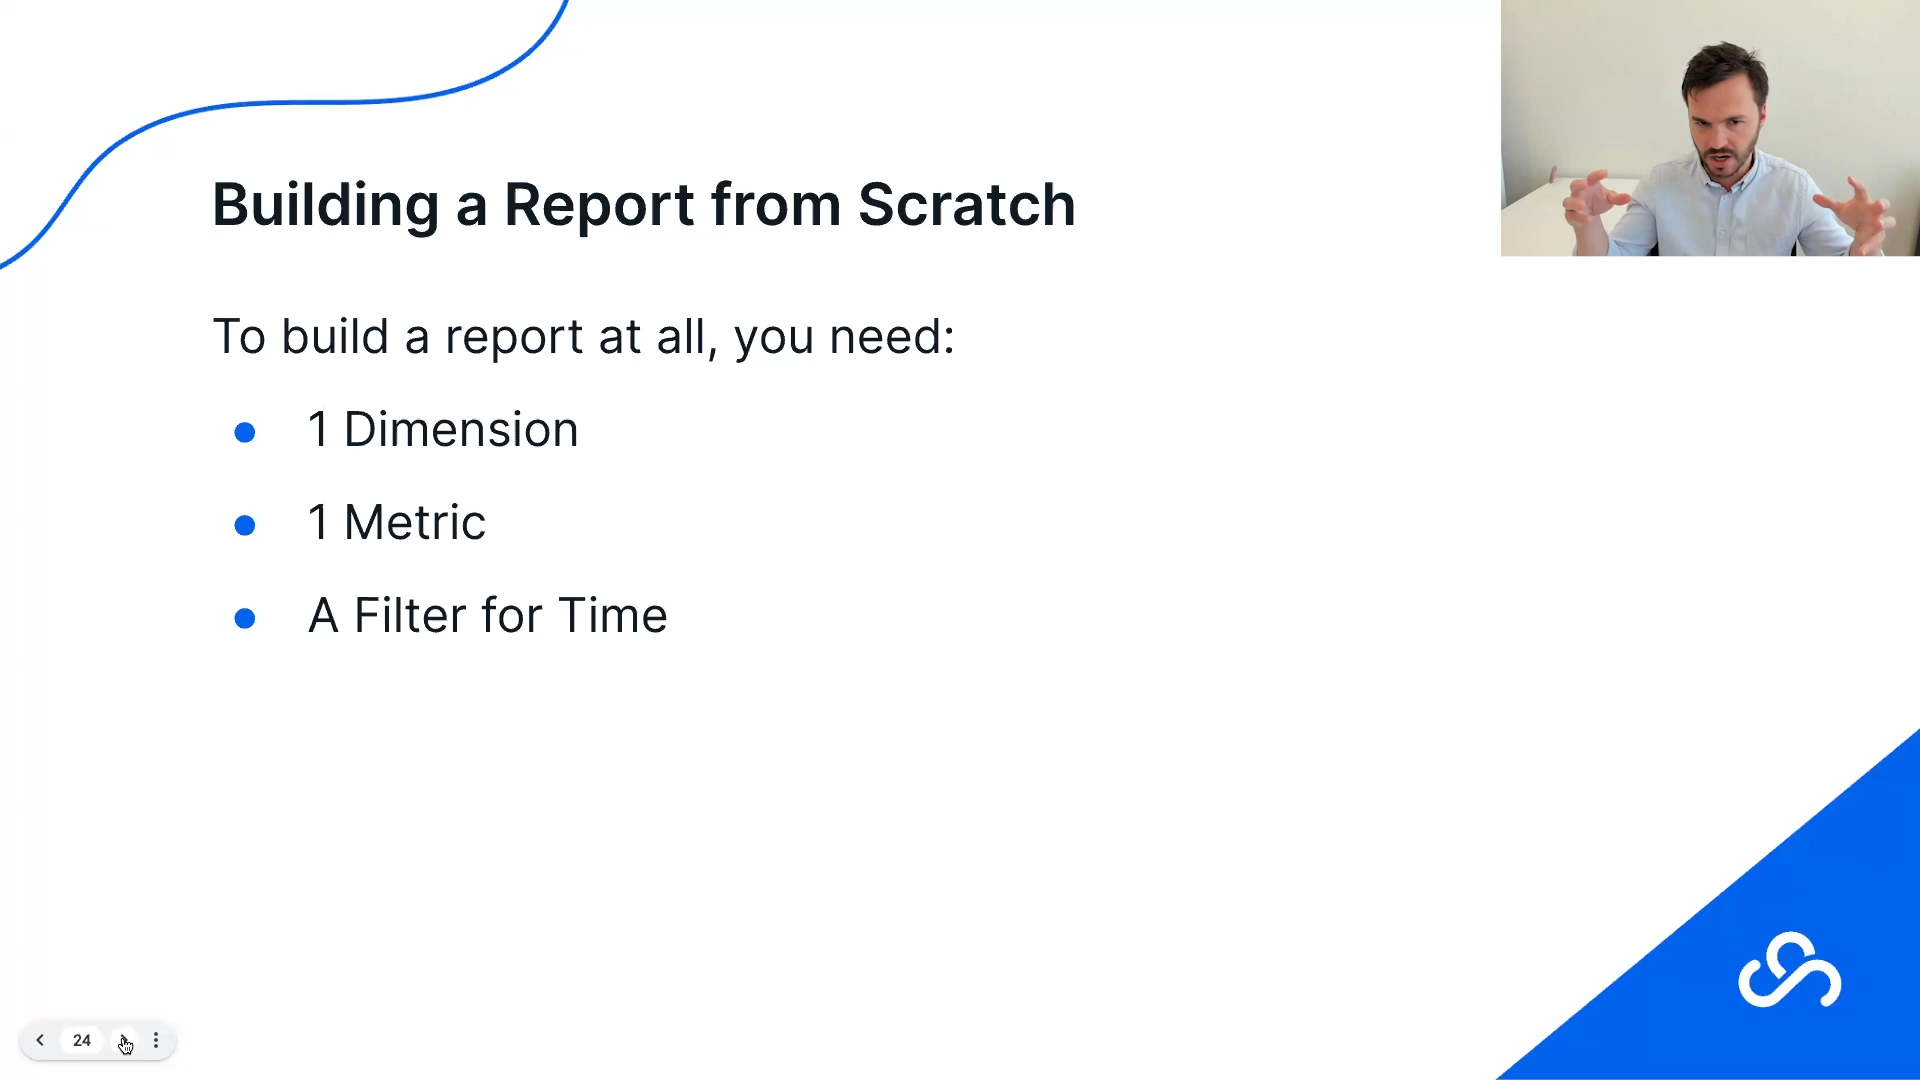 Building a Report from Scratch
To build a report at all, you need:
● 1 Dimension
● 1 Metric
● A Filter for Time
24